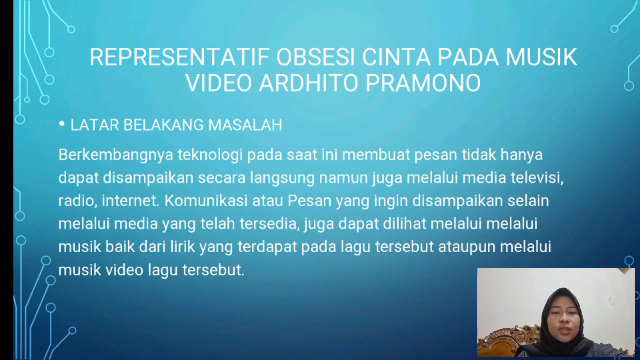 REPRESENTATIF OBSESI CINTA PADA MUSIK
VIDEO ARDHITO PRAMONO
• LATAR BELAKANG MASALAH
Berkembangnya teknologi pada saat ini membuat pesan tidak hanya
dapat disampaikan secara langsung namun juga melalui media televisi,
radio, internet. Komunikasi atau Pesan yang ingin disampaikan selain
melalui media yang telah tersedia, juga dapat dilihat melalui melalui
musik baik dari lirik yang terdapat pada lagu tersebut ataupun melalui
musik video lagu tersebut.